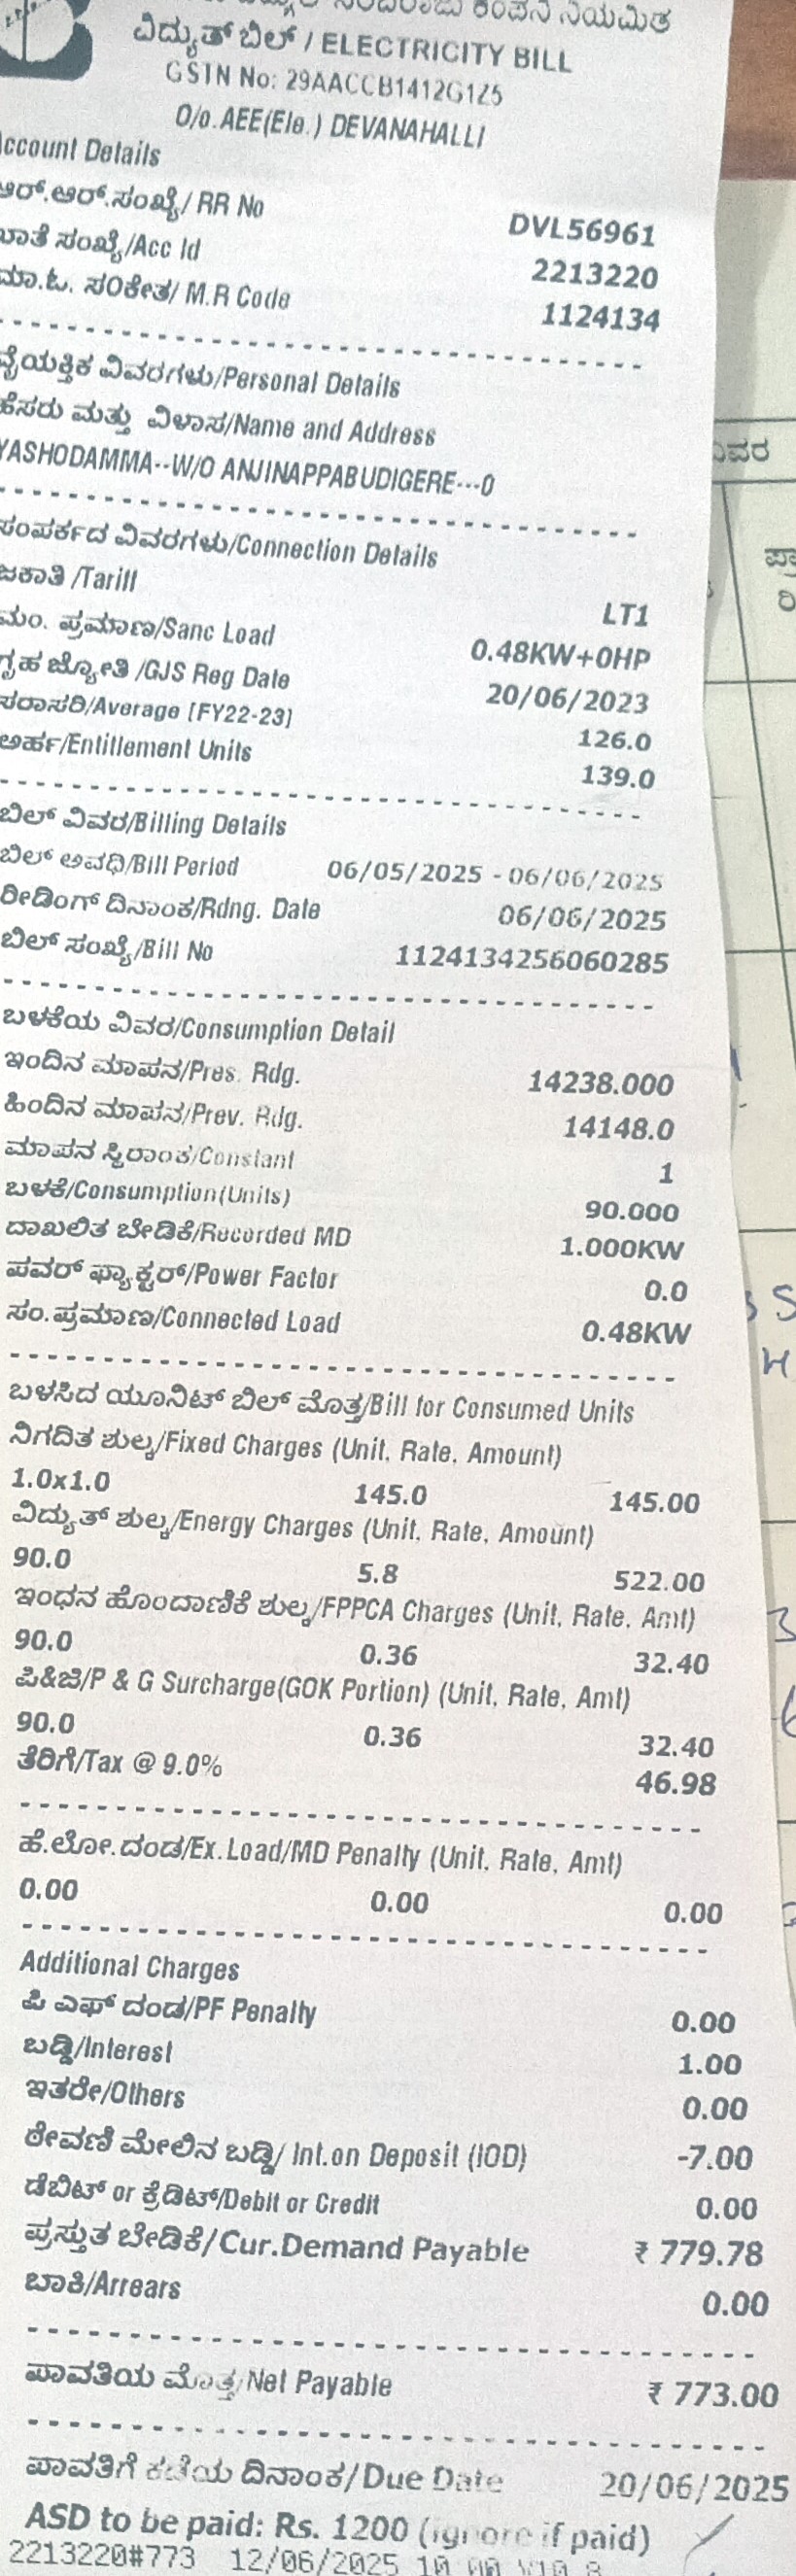 ವಿದ್ಯುತ್ ಬಿಲ್ / ELECTRICITY BILL
GSTIN No: 29AACCB1412G1Z5
O/o.AEE(Ele.) DEVANAHALLI
Account Details
ಆರ್.ಆರ್.ಸಂಖ್ಯೆ/ RR No DVL56961
ಖಾತೆ ಸಂಖ್ಯೆ/Acc Id 2213220
ಮಾ.ಓ. ಸಂಕೇತ/ M.R Code 1124134
ವೈಯಕ್ತಿಕ ವಿವರಗಳು/Personal Details
ಹೆಸರು ಮತ್ತು ವಿಳಾಸ/Name and Address
YASHODAMMA--W/O ANJINAPPABUDIGERE---0
ಸಂಪರ್ಕದ ವಿವರಗಳು/Connection Details
ಜಕಾತಿ /Tariff LT1
ಮಂ. ಪ್ರಮಾಣ/Sanc Load 0.48KW+0HP
ಗೃಹ ಜ್ಯೋತಿ /GJS Reg Date 20/06/2023
ಸರಾಸರಿ/Average [FY22-23] 126.0
ಅರ್ಹ/Entitlement Units 139.0
ಬಿಲ್ ವಿವರ/Billing Details
ಬಿಲ್ ಅವಧಿ/Bill Period 06/05/2025 - 06/06/2025
ರೀಡಿಂಗ್ ದಿನಾಂಕ/Rdng. Date 06/06/2025
ಬಿಲ್ ಸಂಖ್ಯೆ/Bill No 1124134256060285
ಬಳಕೆಯ ವಿವರ/Consumption Detail
ಇಂದಿನ ಮಾಪನ/Pres. Rdg. 14238.000
ಹಿಂದಿನ ಮಾಪನ/Prev. Rdg. 14148.0
ಮಾಪನ ಸ್ಥಿರಾಂಕ/Constant 1
ಬಳಕೆ/Consumption(Units) 90.000
ದಾಖಲಿತ ಬೇಡಿಕೆ/Recorded MD 1.000KW
ಪವರ್ ಫ್ಯಾಕ್ಟರ್/Power Factor 0.0
ಸಂ.ಪ್ರಮಾಣ/Connected Load 0.48KW
ಬಳಸಿದ ಯೂನಿಟ್ ಬಿಲ್ ಮೊತ್ತ/Bill for Consumed Units
ನಿಗದಿತ ಶುಲ್ಕ/Fixed Charges (Unit, Rate, Amount)
1.0x1.0 145.0 145.00
ವಿದ್ಯುತ್ ಶುಲ್ಕ/Energy Charges (Unit, Rate, Amount)
90.0 5.8 522.00
ಇಂಧನ ಹೊಂದಾಣಿಕೆ ಶುಲ್ಕ/FPPCA Charges (Unit, Rate, Amt)
90.0 0.36 32.40
ಪಿ&ಜಿ/P & G Surcharge(GOK Portion) (Unit, Rate, Amt)
90.0 0.36 32.40
ತೆರಿಗೆ/Tax @ 9.0% 46.98
ಹೆ.ಲೋ.ದಂಡ/Ex.Load/MD Penalty (Unit, Rate, Amt)
0.00 0.00 0.00
Additional Charges
ಪಿ ಎಫ್ ದಂಡ/PF Penalty 0.00
ಬಡ್ಡಿ/Interest 1.00
ಇತರೇ/Others 0.00
ಠೇವಣಿ ಮೇಲಿನ ಬಡ್ಡಿ/ Int.on Deposit (IOD) -7.00
ಡೆಬಿಟ್ or ಕ್ರೆಡಿಟ್/Debit or Credit 0.00
ಪ್ರಸ್ತುತ ಬೇಡಿಕೆ/Cur.Demand Payable ₹ 779.78
ಬಾಕಿ/Arrears 0.00
ಪಾವತಿಯ ಮೊತ್ತ/Net Payable ₹ 773.00
ಪಾವತಿಗೆ ಕಡೆಯ ದಿನಾಂಕ/Due Date 20/06/2025
ASD to be paid: Rs. 1200 (ignore if paid)
2213220#773 12/06/2025